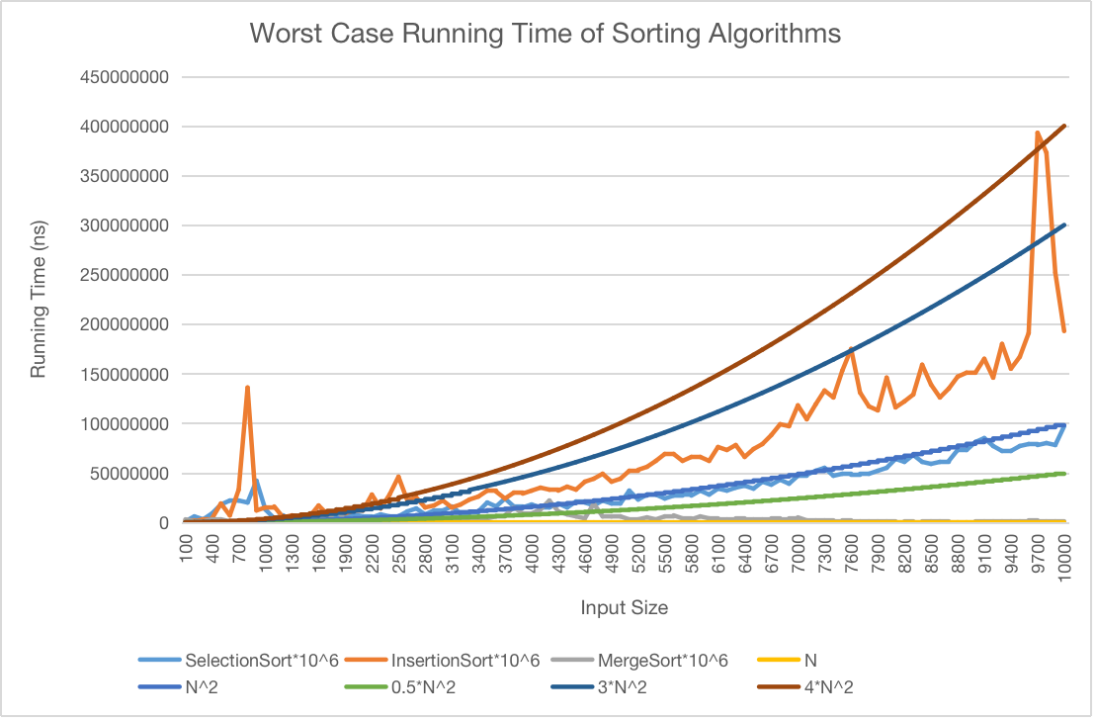 Worst Case Running Time of Sorting Algorithms
450000000
400000000
350000000
300000000
250000000
200000000
150000000
100000000
50000000
0
Running Time (ns)
100 400 700 1000 1300 1600 1900 2200 2500 2800 3100 3400 3700 4000 4300 4600 4900 5200 5500 5800 6100 6400 6700 7000 7300 7600 7900 8200 8500 8800 9100 9400 9700 10000
Input Size
SelectionSort*10^6 InsertionSort*10^6 MergeSort*10^6 N
N^2 0.5*N^2 3*N^2 4*N^2